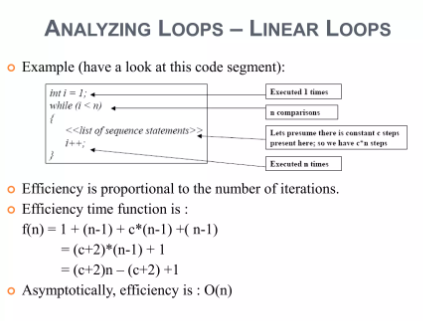 ANALYZING LOOPS – LINEAR LOOPS
Example (have a look at this code segment):
int i = 1;
Executed 1 times
while (i < n)
n comparisons
{
<<list of sequence statements>>
Lets presume there is constant c steps
present here; so we have c*n steps
i++;
Executed n times
}
Efficiency is proportional to the number of iterations.
Efficiency time function is :
f(n) = 1 + (n-1) + c*(n-1) +( n-1)
= (c+2)*(n-1) + 1
= (c+2)n – (c+2) +1
Asymptotically, efficiency is : O(n)